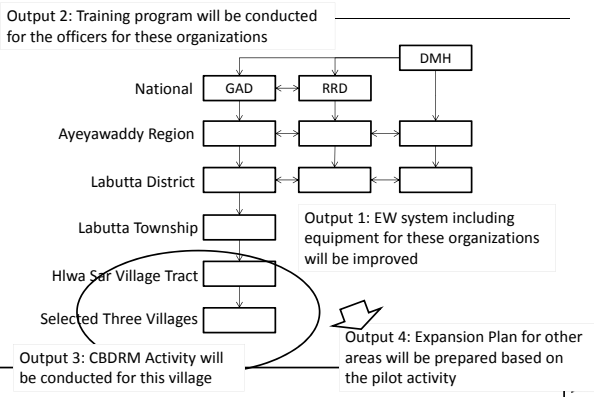 Output 2: Training program will be conducted
for the officers for these organizations
DMH
National
GAD
RRD
Ayeyawaddy Region
Labutta District
Labutta Township
Output 1: EW system including
equipment for these organizations
will be improved
Hlwa Sar Village Tract
Selected Three Villages
Output 3: CBDRM Activity will
be conducted for this village
Output 4: Expansion Plan for other
areas will be prepared based on
the pilot activity